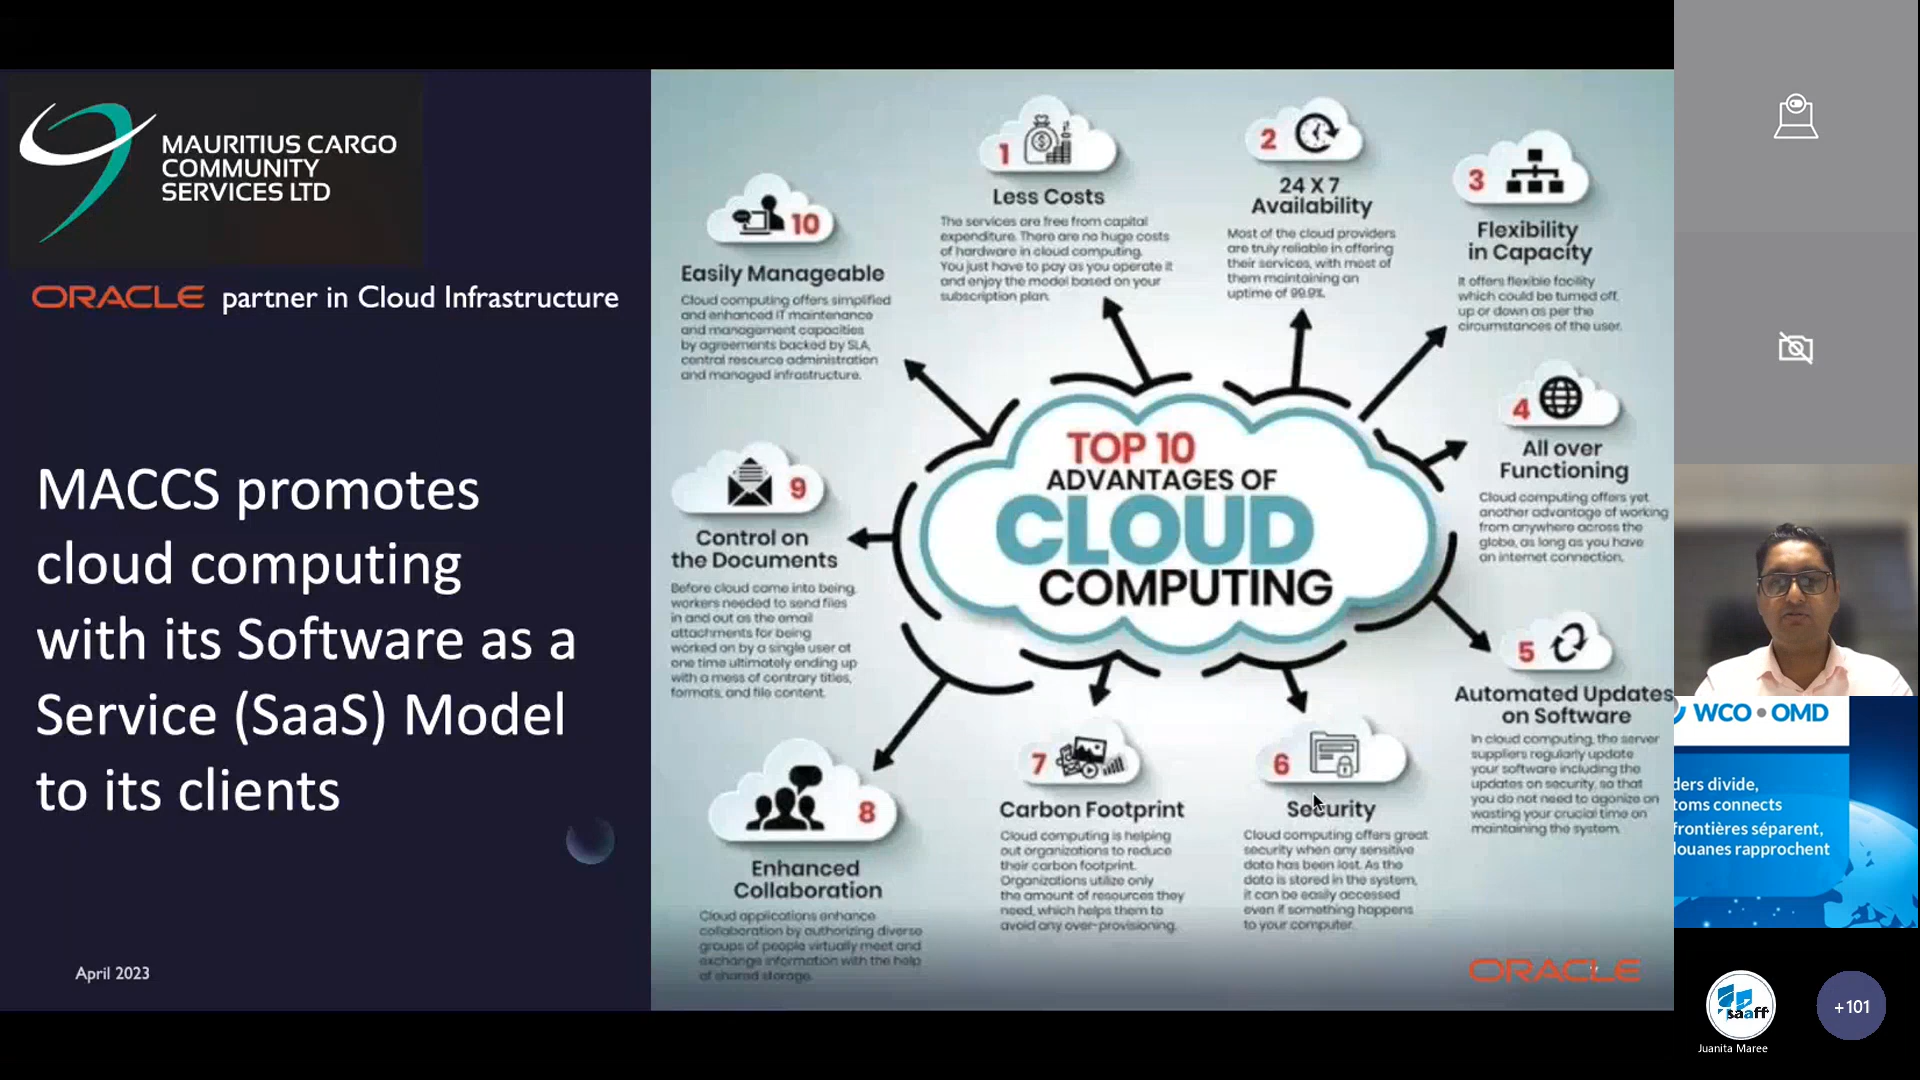 MAURITIUS CARGO
COMMUNITY
SERVICES LTD
ORACLE partner in Cloud Infrastructure
MACCS promotes
cloud computing
with its Software as a
Service (SaaS) Model
to its clients
April 2023
TOP 10
ADVANTAGES OF
CLOUD
COMPUTING
1
Less Costs
The services are free from capital
expenditure. There are no huge costs
of hardware in cloud computing.
You just have to pay as you operate it
and enjoy the model based on your
subscription plan.
2
24 X 7
Availability
Most of the cloud providers
are truly reliable in offering
their services, with most of
them maintaining an
uptime of 99.9%.
3
Flexibility
in Capacity
It offers flexible facility
which could be turned off,
up or down as per the
circumstances of the user.
4
All over
Functioning
Cloud computing offers yet
another advantage of working
from anywhere across the
globe, as long as you have
an internet connection.
5
Automated Updates
on Software
In cloud computing, the server
suppliers regularly update
your software including the
updates on security, so that
you do not need to agonize on
wasting your crucial time on
maintaining the system.
6
Security
Cloud computing offers great
security when any sensitive
data has been lost. As the
data is stored in the system,
it can be easily accessed
even if something happens
to your computer.
7
Carbon Footprint
Cloud computing is helping
out organizations to reduce
their carbon footprint.
Organizations utilize only
the amount of resources they
need, which helps them to
avoid any over-provisioning.
8
Enhanced
Collaboration
Cloud applications enhance
collaboration by authorizing diverse
groups of people virtually meet and
exchange information with the help
of shared storage.
9
Control on
the Documents
Before cloud came into being,
workers needed to send files
in and out as the email
attachments for being
worked on by a single user at
one time ultimately ending up
with a mess of contrary titles,
formats, and file content.
10
Easily Manageable
Cloud computing offers simplified
and enhanced IT maintenance
and management capacities
by agreements backed by SLA,
central resource administration
and managed infrastructure.
ORACLE
WCO • OMD
ders divide,
toms connects
frontières séparent,
louanes rapprochent
saaff
Juanita Maree
+101